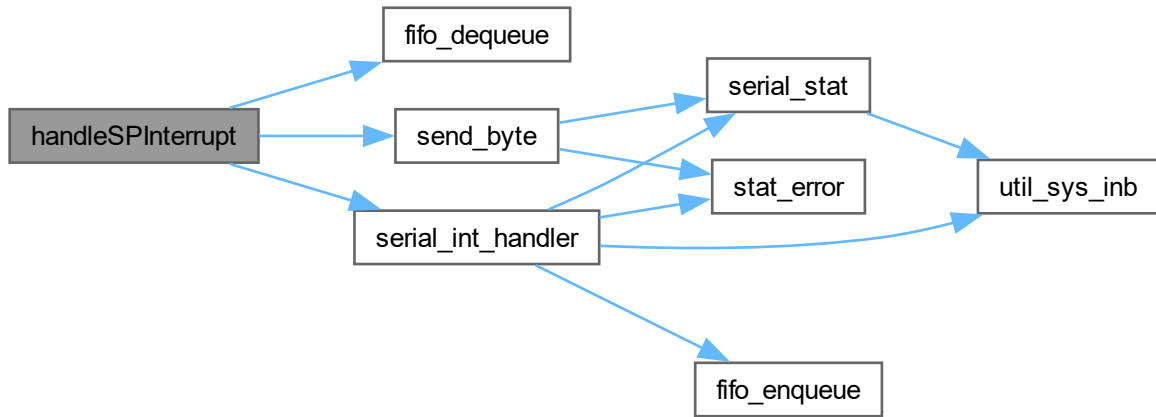 handleSPInterrupt
fifo_dequeue
send_byte
serial_int_handler
serial_stat
stat_error
fifo_enqueue
util_sys_inb